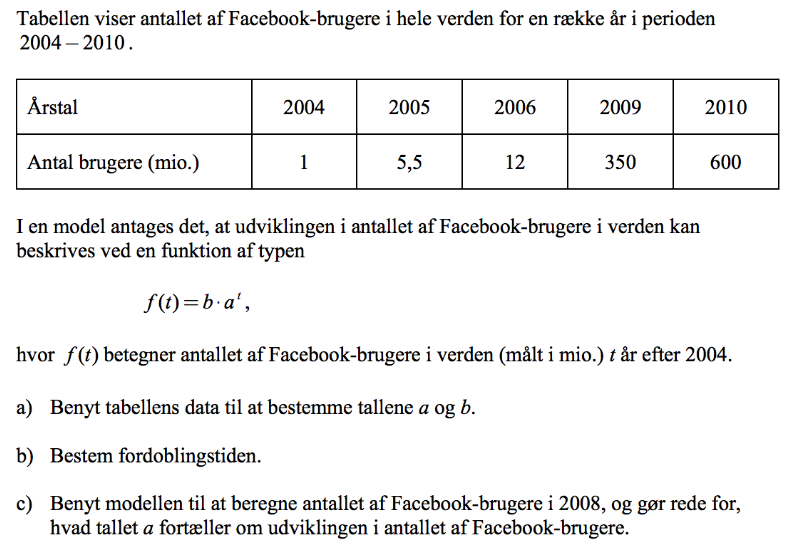 Tabellen viser antallet af Facebook-brugere i hele verden for en række år i perioden
2004 – 2010.
Årstal 2004 2005 2006 2009 2010
Antal brugere (mio.) 1 5,5 12 350 600
I en model antages det, at udviklingen i antallet af Facebook-brugere i verden kan
beskrives ved en funktion af typen
f(t) = b · aᵗ,
hvor f(t) betegner antallet af Facebook-brugere i verden (målt i mio.) t år efter 2004.
a) Benyt tabellens data til at bestemme tallene a og b.
b) Bestem fordoblingstiden.
c) Benyt modellen til at beregne antallet af Facebook-brugere i 2008, og gør rede for,
hvad tallet a fortæller om udviklingen i antallet af Facebook-brugere.